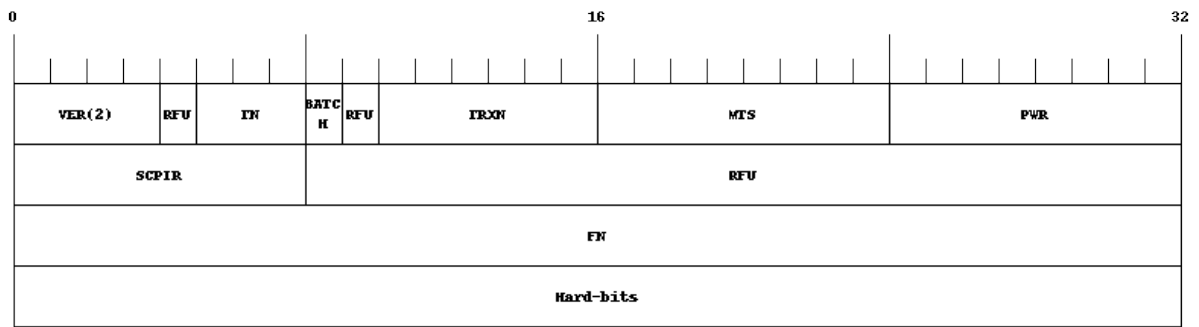 0 16 32
VER(2) RFU TN BATC
H RFU TRXN MTS PWR
SCPIR RFU
FN
Hard-bits